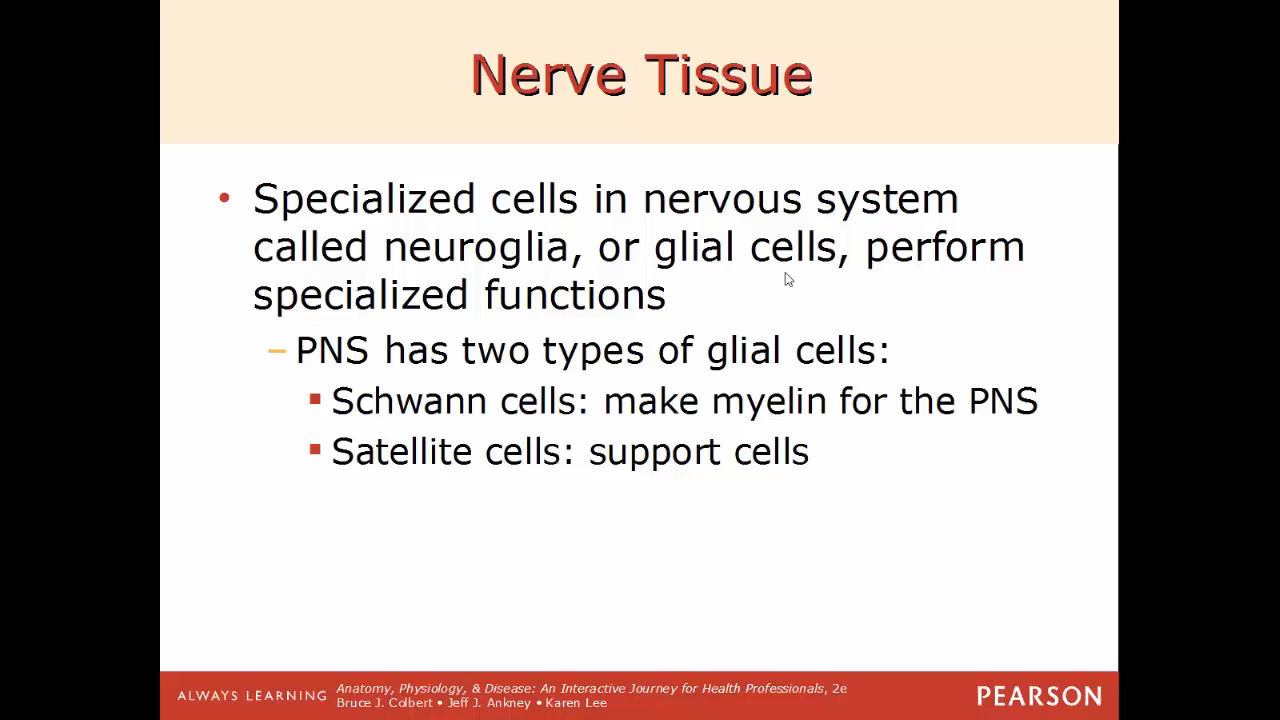 Nerve Tissue
• Specialized cells in nervous system
called neuroglia, or glial cells, perform
specialized functions
– PNS has two types of glial cells:
▪ Schwann cells: make myelin for the PNS
▪ Satellite cells: support cells
ALWAYS LEARNING
Anatomy, Physiology, & Disease: An Interactive Journey for Health Professionals, 2e
Bruce J. Colbert • Jeff J. Ankney • Karen Lee
PEARSON